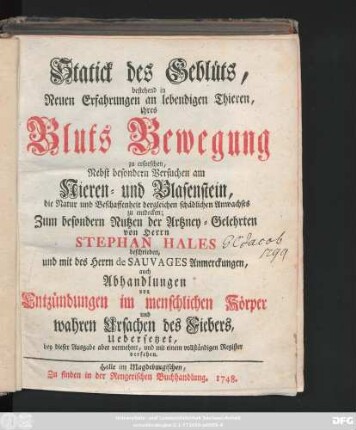 Statick des Geblüts,
bestehend in
Neuen Erfahrungen an lebendigen Thieren,
ihres
Bluts Bewegung
zu erforschen,
Nebst besondern Versuchen am
Nieren- und Blasenstein,
die Natur und Beschaffenheit dergleichen schädlichen Anwachses
zu entdecken;
Zum besondern Nutzen der Artzney-Gelehrten
von Herrn
STEPHAN HALES
Jacob
1799
beschrieben,
und mit des Herrn de SAUVAGES Anmerckungen,
auch
Abhandlungen
von
Entzündungen im menschlichen Körper
und
wahren Ursachen des Fiebers,
Uebersetzet,
bey dieser Ausgabe aber vermehret, und mit einem vollständigen Register
versehen.
Halle im Magdeburgischen,
Zu finden in der Rengerischen Buchhandlung. 1748.
DFG